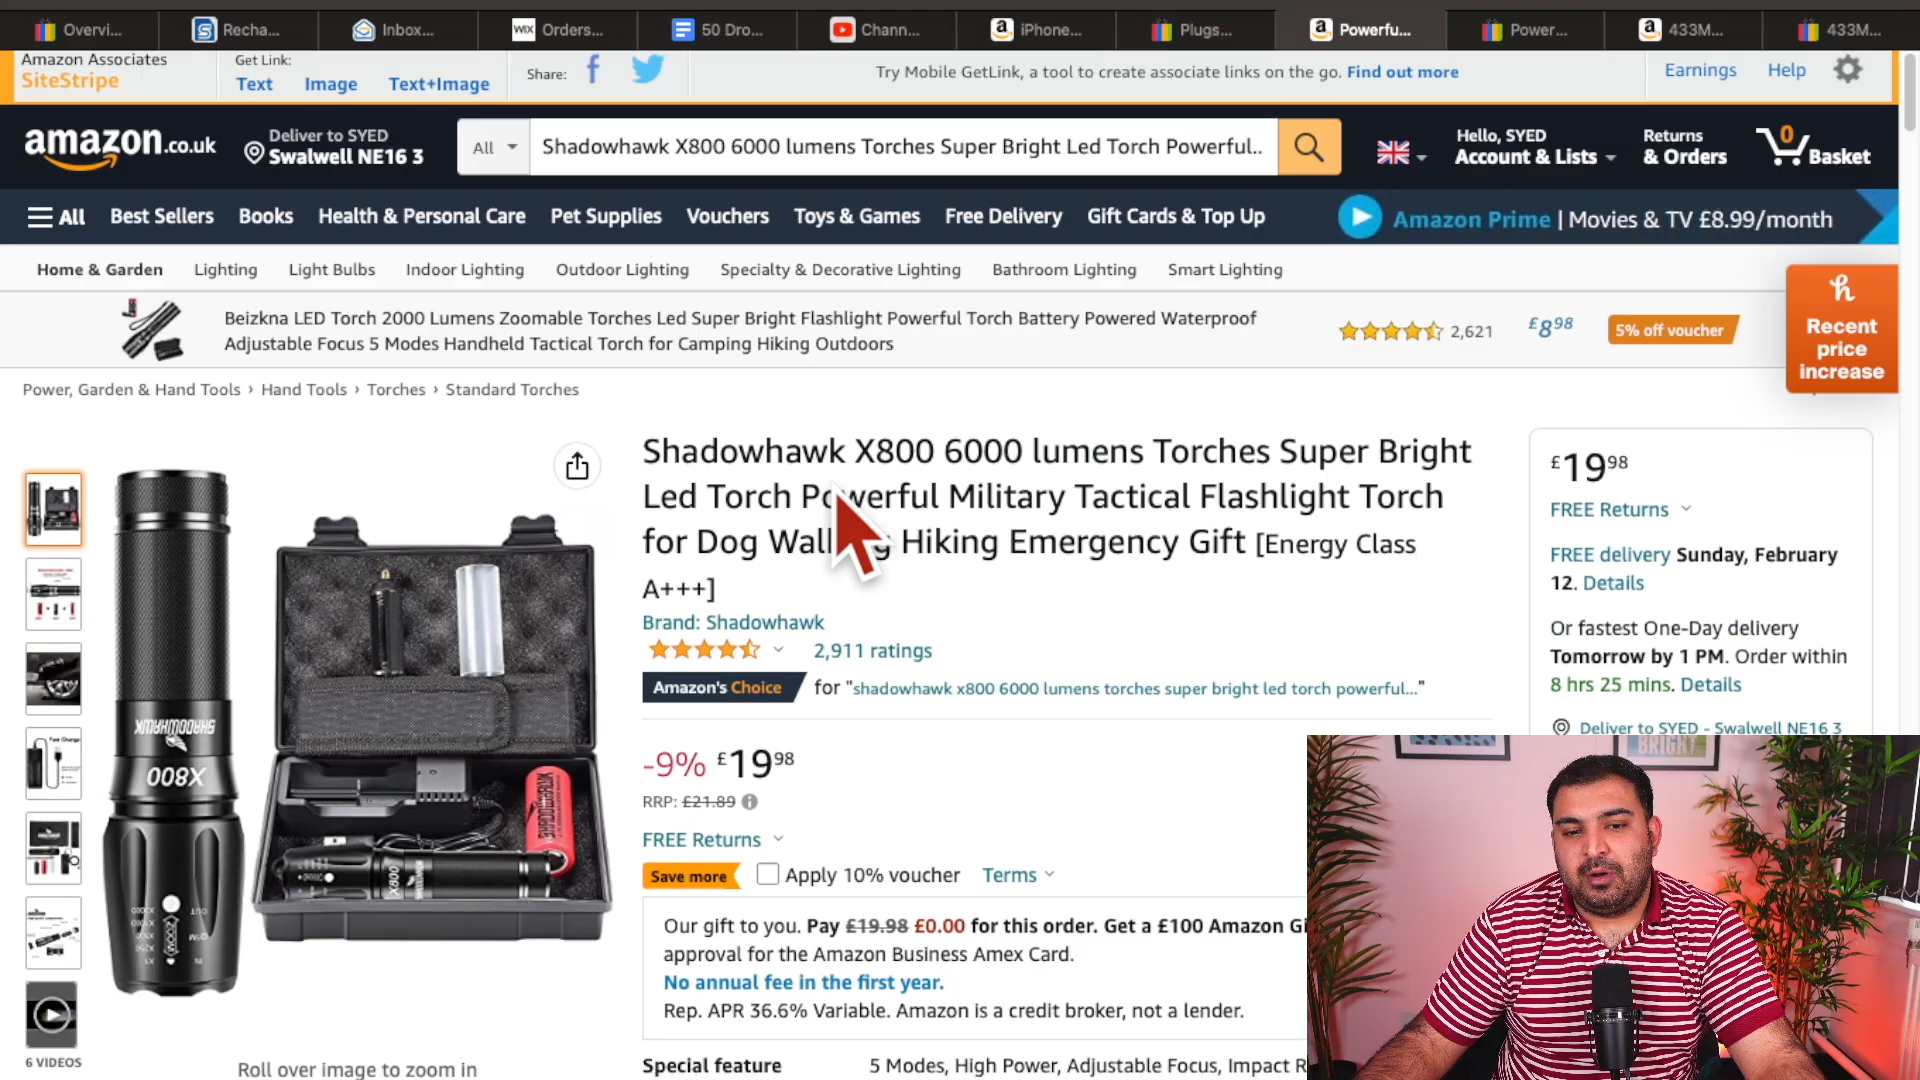 Overvi...
Recha...
Inbox...
WIX Orders...
50 Dro...
Chann...
iPhone...
Plugs...
Powerfu...
Power...
433M...
433M...
Amazon Associates
SiteStripe
Get Link:
Text Image Text+Image
Share:
Try Mobile GetLink, a tool to create associate links on the go. Find out more
Earnings Help
amazon.co.uk
Deliver to SYED
Swalwell NE16 3
All
Shadowhawk X800 6000 lumens Torches Super Bright Led Torch Powerful..
Hello, SYED
Account & Lists
Returns
& Orders
0
Basket
All Best Sellers Books Health & Personal Care Pet Supplies Vouchers Toys & Games Free Delivery Gift Cards & Top Up
Amazon Prime | Movies & TV £8.99/month
Home & Garden Lighting Light Bulbs Indoor Lighting Outdoor Lighting Specialty & Decorative Lighting Bathroom Lighting Smart Lighting
Beizkna LED Torch 2000 Lumens Zoomable Torches Led Super Bright Flashlight Powerful Torch Battery Powered Waterproof
Adjustable Focus 5 Modes Handheld Tactical Torch for Camping Hiking Outdoors
2,621
£8.98
5% off voucher
h
Recent
price
increase
Power, Garden & Hand Tools › Hand Tools › Torches › Standard Torches
Shadowhawk X800 6000 lumens Torches Super Bright
Led Torch Powerful Military Tactical Flashlight Torch
for Dog Walking Hiking Emergency Gift [Energy Class
A+++]
Brand: Shadowhawk
2,911 ratings
Amazon's Choice for "shadowhawk x800 6000 lumens torches super bright led torch powerful..."
-9% £19.98
RRP: £21.89
FREE Returns
Save more Apply 10% voucher Terms
Our gift to you. Pay £19.98 £0.00 for this order. Get a £100 Amazon Gi
approval for the Amazon Business Amex Card.
No annual fee in the first year.
Rep. APR 36.6% Variable. Amazon is a credit broker, not a lender.
Special feature 5 Modes, High Power, Adjustable Focus, Impact R
£19.98
FREE Returns
FREE delivery Sunday, February
12. Details
Or fastest One-Day delivery
Tomorrow by 1 PM. Order within
8 hrs 25 mins. Details
Deliver to SYED - Swalwell NE16 3
SHADOWHAWK
X800
ZOOM
SHADOWHAWK
X800
Fast Charge
6 VIDEOS
Roll over image to zoom in
BRIGHT